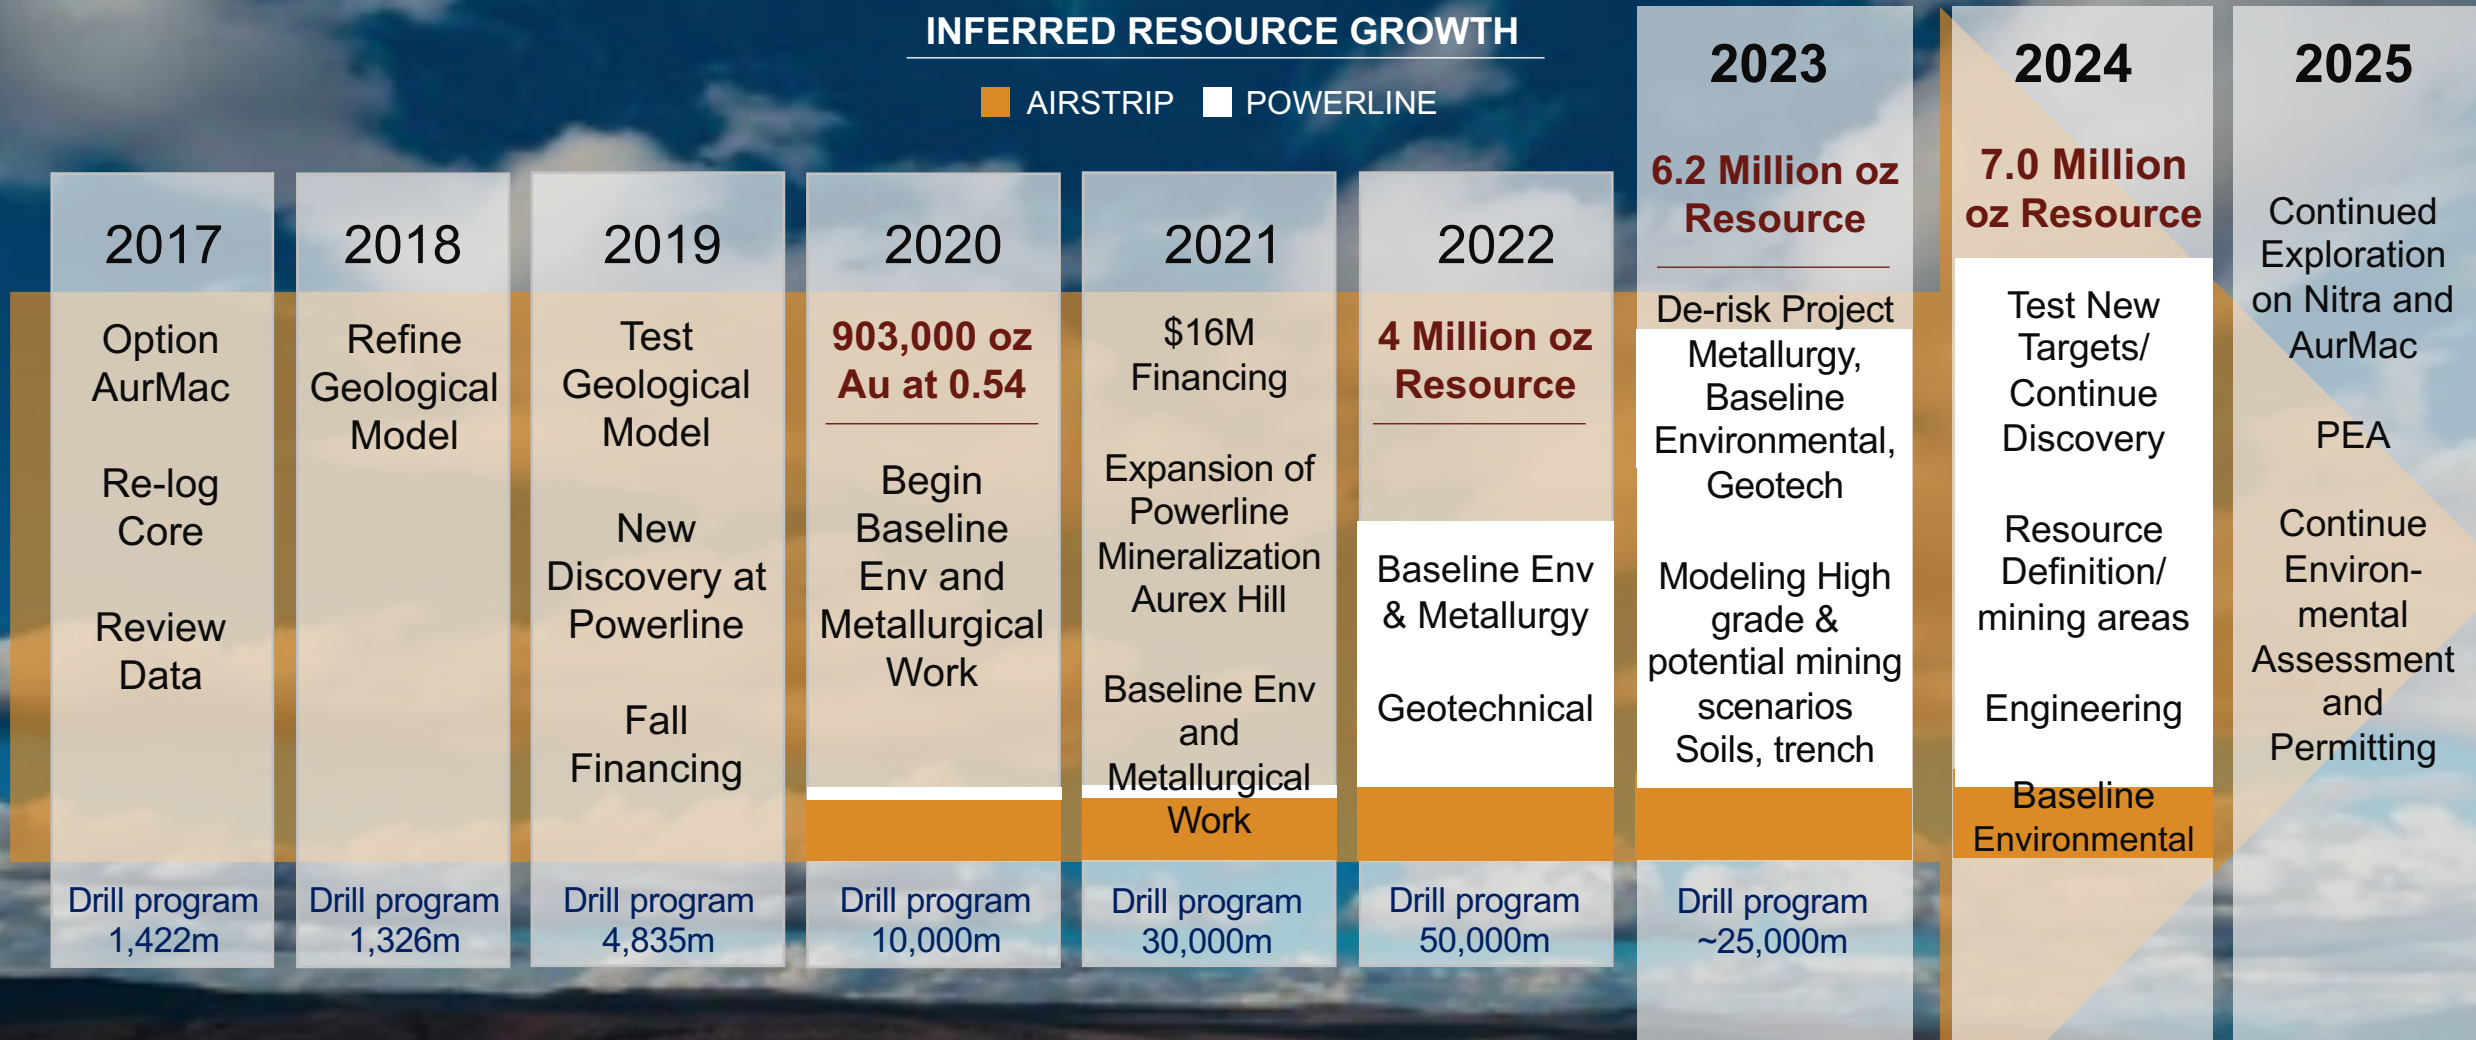 INFERRED RESOURCE GROWTH
AIRSTRIP
POWERLINE
2017
Option
AurMac
Re-log
Core
Review
Data
Drill program
1,422m
2018
Refine
Geological
Model
Drill program
1,326m
2019
Test
Geological
Model
New
Discovery at
Powerline
Fall
Financing
Drill program
4,835m
2020
903,000 oz
Au at 0.54
Begin
Baseline
Env and
Metallurgical
Work
Drill program
10,000m
2021
$16M
Financing
Expansion of
Powerline
Mineralization
Aurex Hill
Baseline Env
and
Metallurgical
Work
Drill program
30,000m
2022
4 Million oz
Resource
Baseline Env
& Metallurgy
Geotechnical
Drill program
50,000m
2023
6.2 Million oz
Resource
De-risk Project
Metallurgy,
Baseline
Environmental,
Geotech
Modeling High
grade &
potential mining
scenarios
Soils, trench
Drill program
~25,000m
2024
7.0 Million
oz Resource
Test New
Targets/
Continue
Discovery
Resource
Definition/
mining areas
Engineering
Baseline
Environmental
2025
Continued
Exploration
on Nitra and
AurMac
PEA
Continue
Environ-
mental
Assessment
and
Permitting